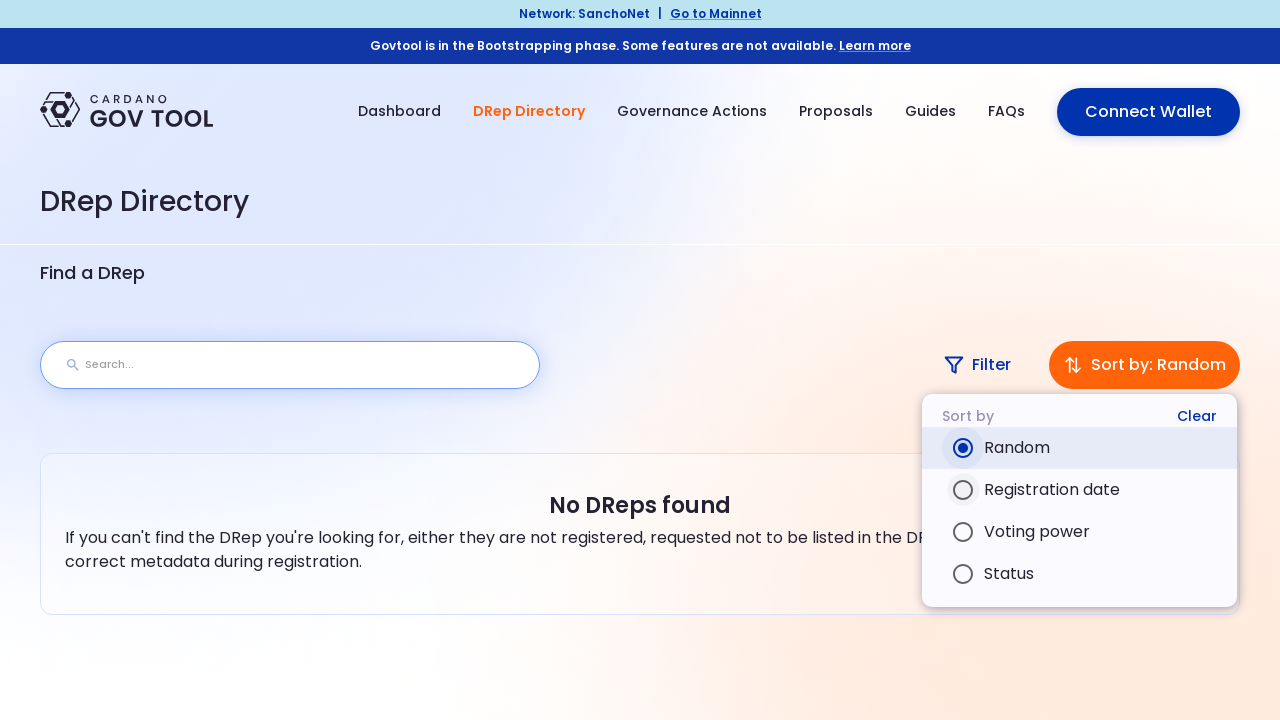 Network: SanchoNet | Go to Mainnet
Govtool is in the Bootstrapping phase. Some features are not available. Learn more
CARDANO
GOV TOOL
Dashboard
DRep Directory
Governance Actions
Proposals
Guides
FAQs
Connect Wallet
DRep Directory
Find a DRep
Search...
Filter
Sort by: Random
Sort by
Clear
Random
Registration date
Voting power
Status
No DReps found
If you can't find the DRep you're looking for, either they are not registered, requested not to be listed in the
correct metadata during registration.